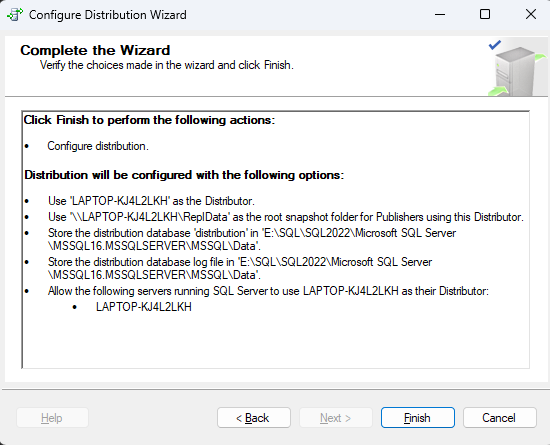 Configure Distribution Wizard
Complete the Wizard
Verify the choices made in the wizard and click Finish.
Click Finish to perform the following actions:
• Configure distribution.
Distribution will be configured with the following options:
• Use 'LAPTOP-KJ4L2LKH' as the Distributor.
• Use '\\LAPTOP-KJ4L2LKH\ReplData' as the root snapshot folder for Publishers using this Distributor.
• Store the distribution database 'distribution' in 'E:\SQL\SQL2022\Microsoft SQL Server
\MSSQL16.MSSQLSERVER\MSSQL\Data'.
• Store the distribution database log file in 'E:\SQL\SQL2022\Microsoft SQL Server
\MSSQL16.MSSQLSERVER\MSSQL\Data'.
• Allow the following servers running SQL Server to use LAPTOP-KJ4L2LKH as their Distributor:
• LAPTOP-KJ4L2LKH
Help
< Back
Next >
Finish
Cancel